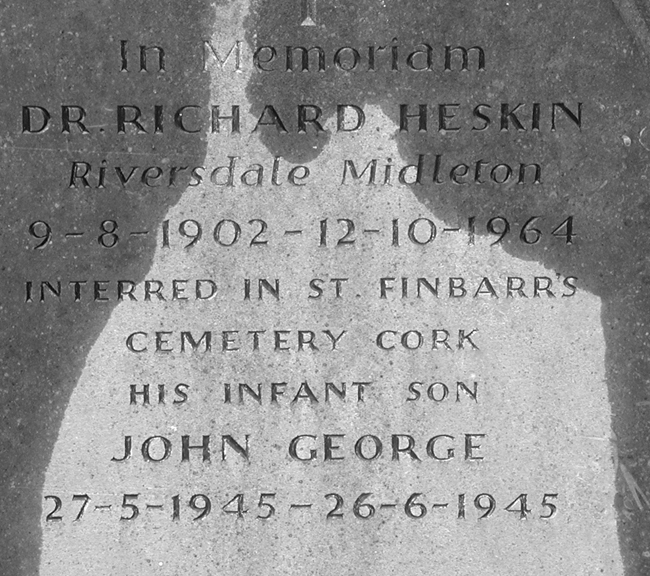 In Memoriam
DR. RICHARD HESKIN
Riversdale Midleton
9-8-1902-12-10-1964
INTERRED IN ST. FINBARR'S
CEMETERY CORK
HIS INFANT SON
JOHN GEORGE
27-5-1945-26-6-1945